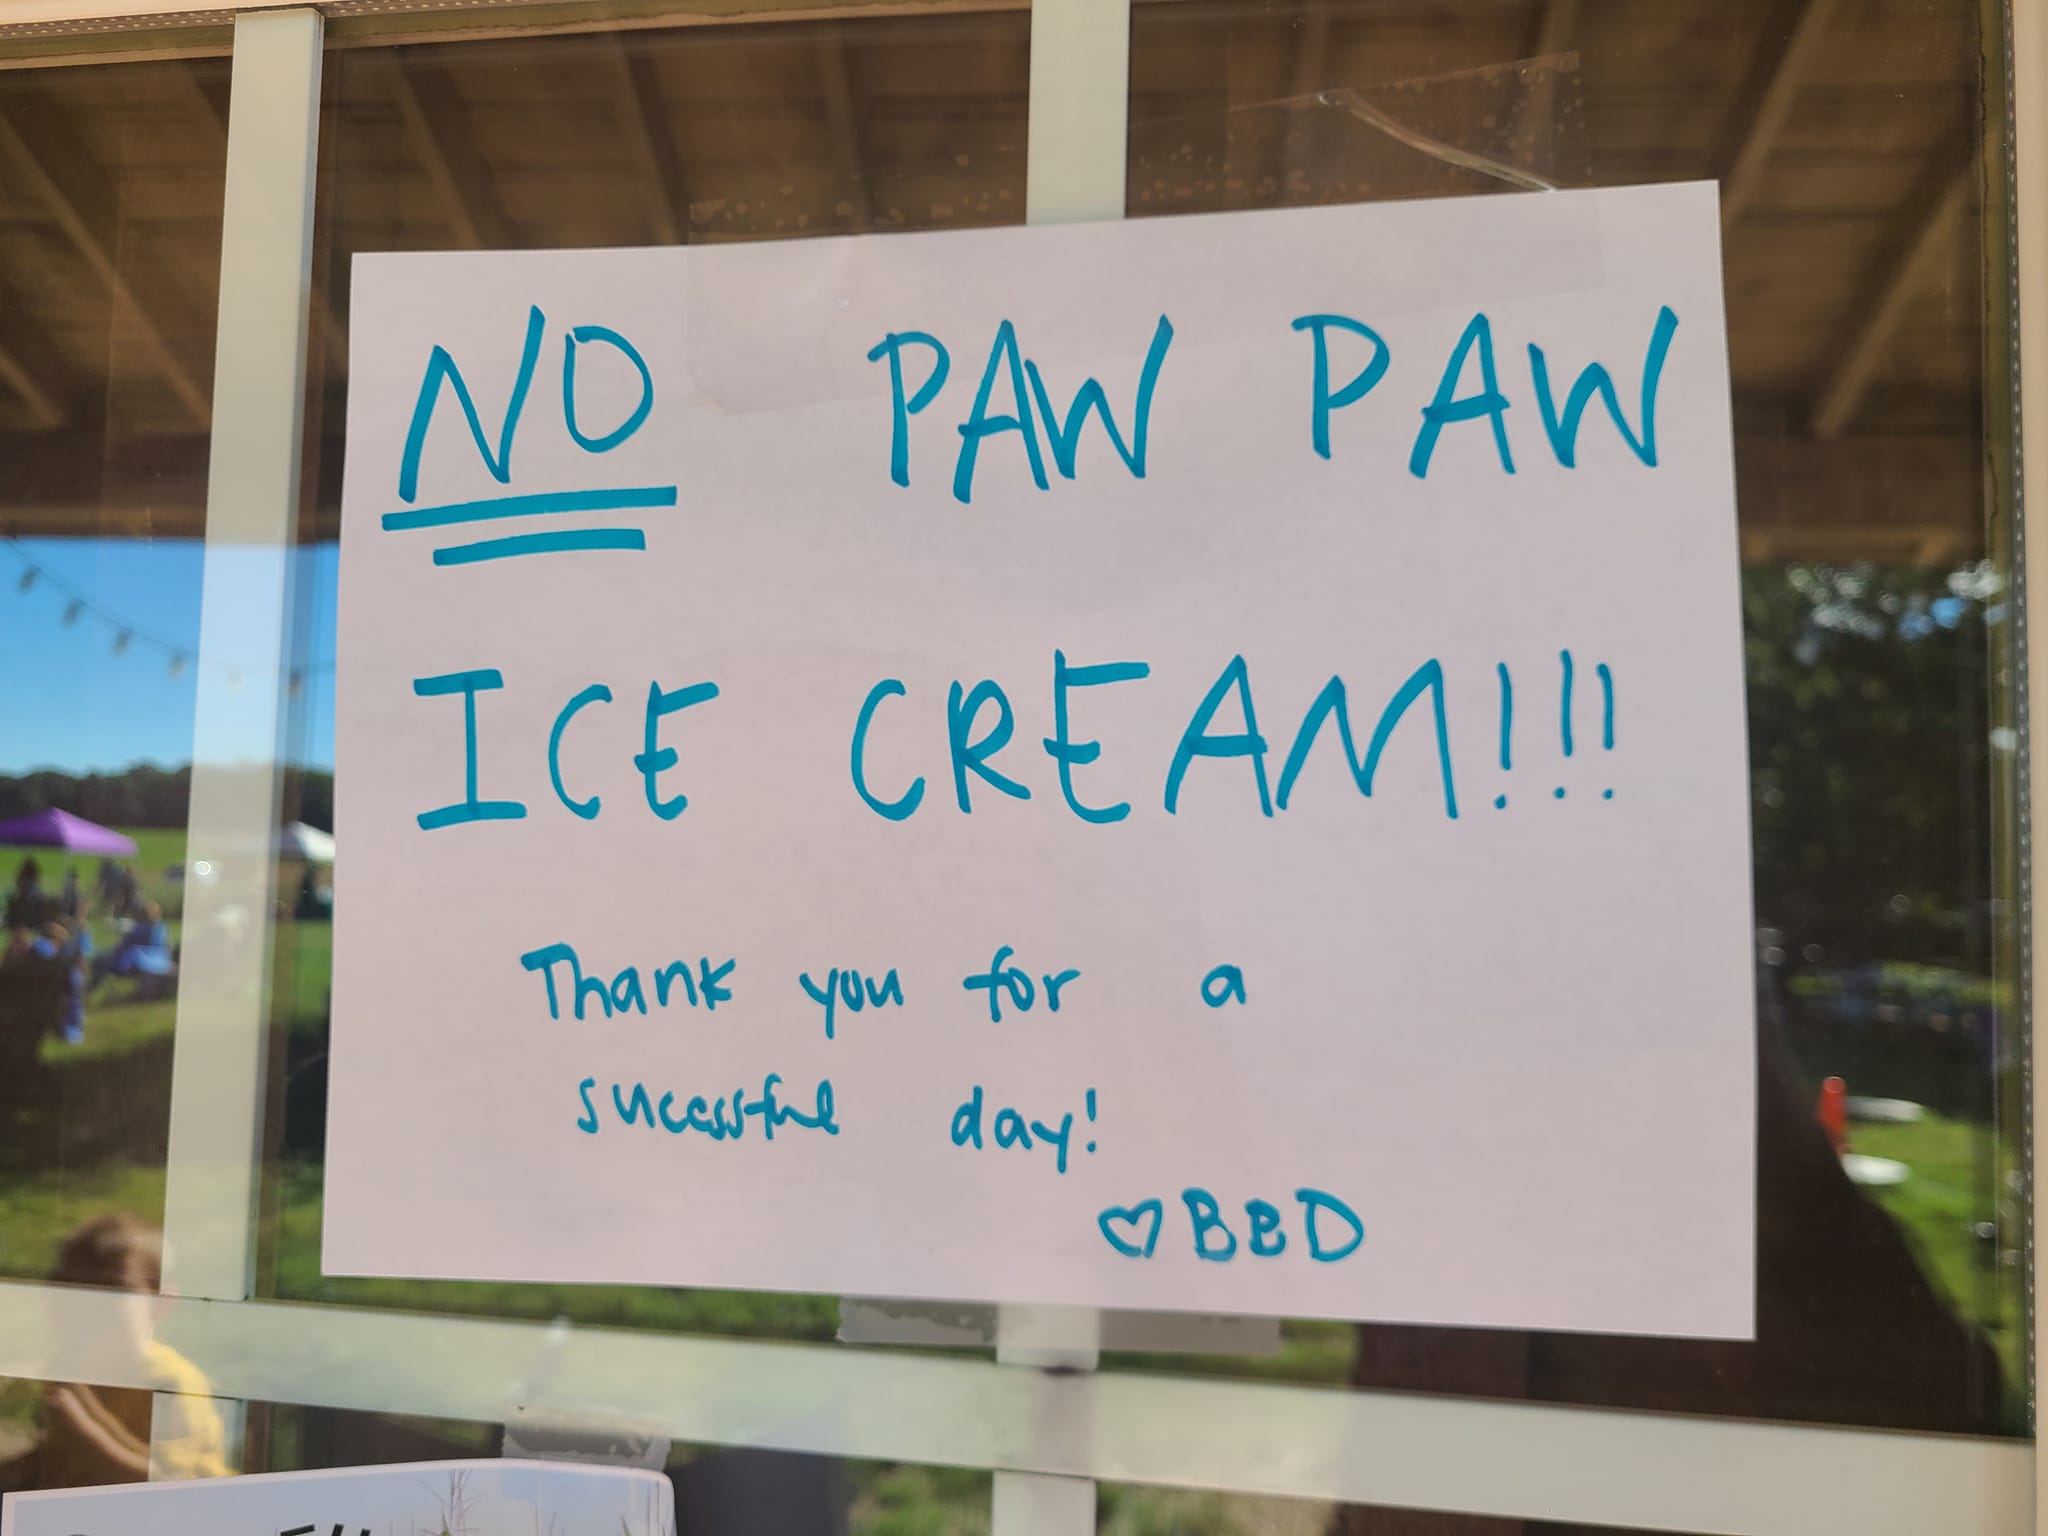 NO PAW PAW
ICE CREAM!!!
Thank you for a
successful day!
♡BBD